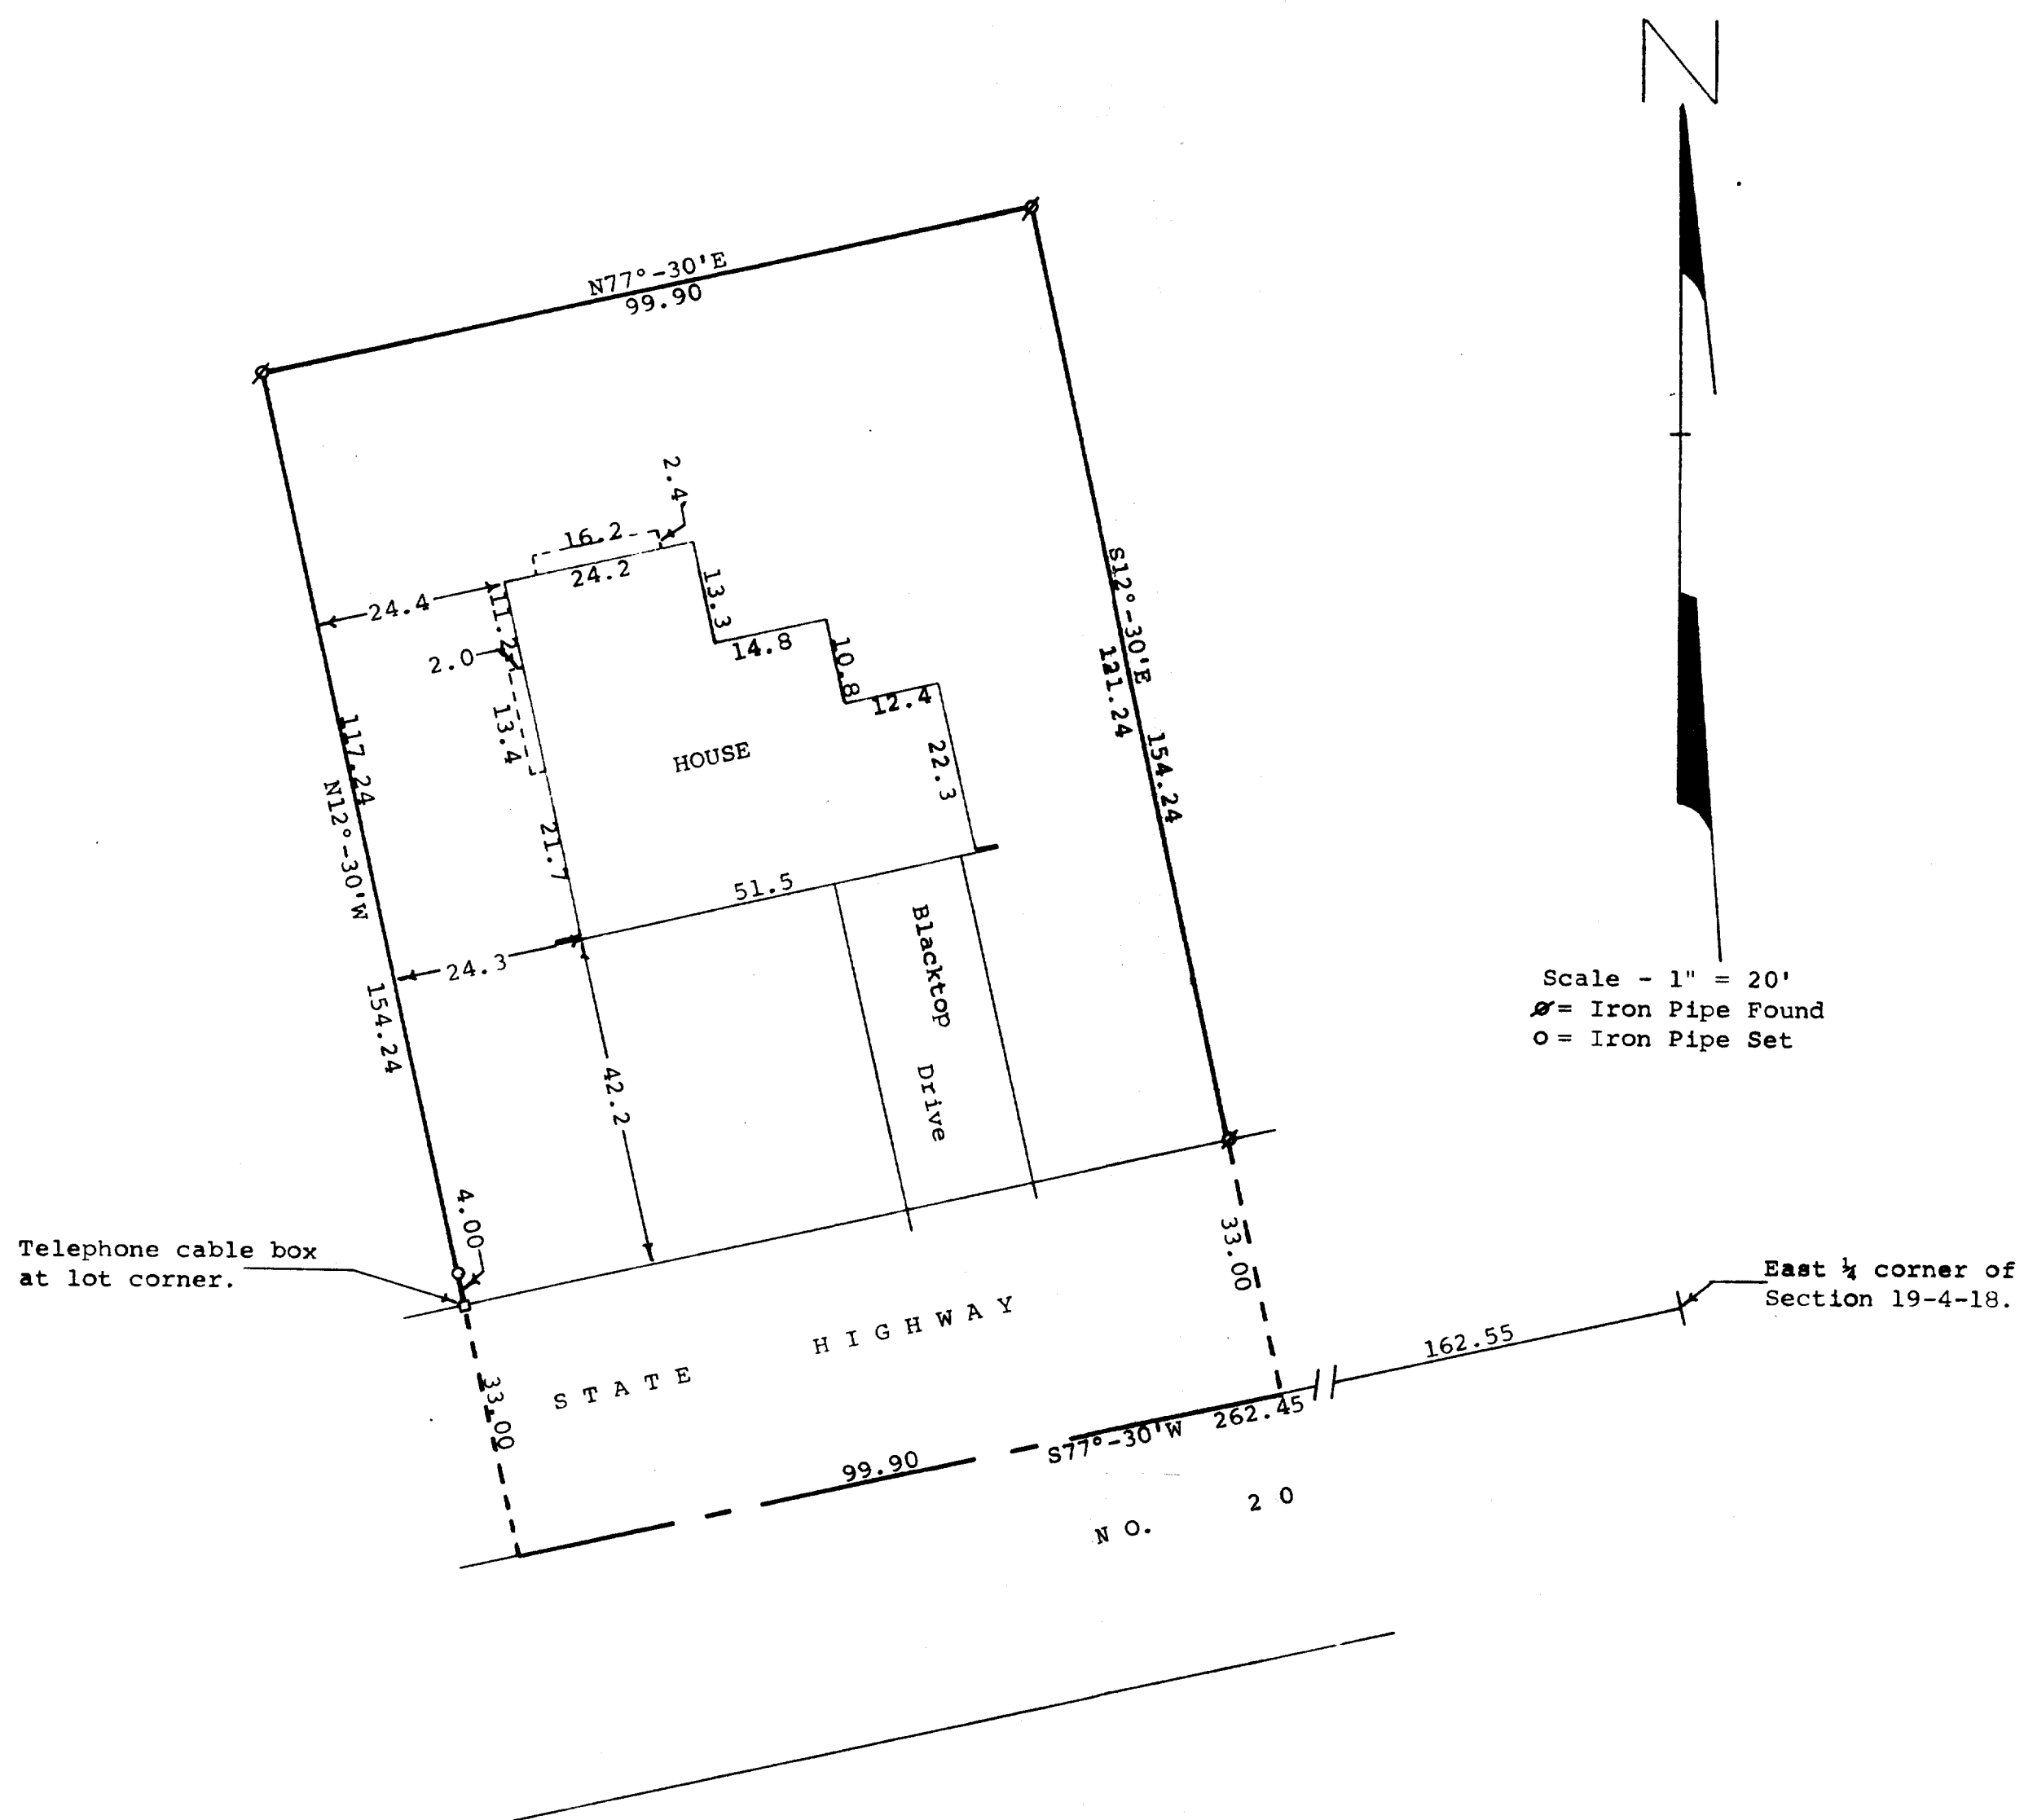 N
N77°-30'E
99.90
2.4
16.2
24.2
24.4
11.2
13.3
14.8
10.8
12.4
2.0
13.4
22.3
HOUSE
21.7
51.5
24.3
42.2
Blacktop Drive
117.24
N12°-30'W
154.24
S12°-30'E
121.24
154.24
Scale - 1" = 20'
Ø= Iron Pipe Found
O= Iron Pipe Set
4.00
Telephone cable box
at lot corner.
33.00
33.00
East ¼ corner of
Section 19-4-18.
162.55
STATE HIGHWAY
262.45
S77°-30'W
99.90
NO. 20